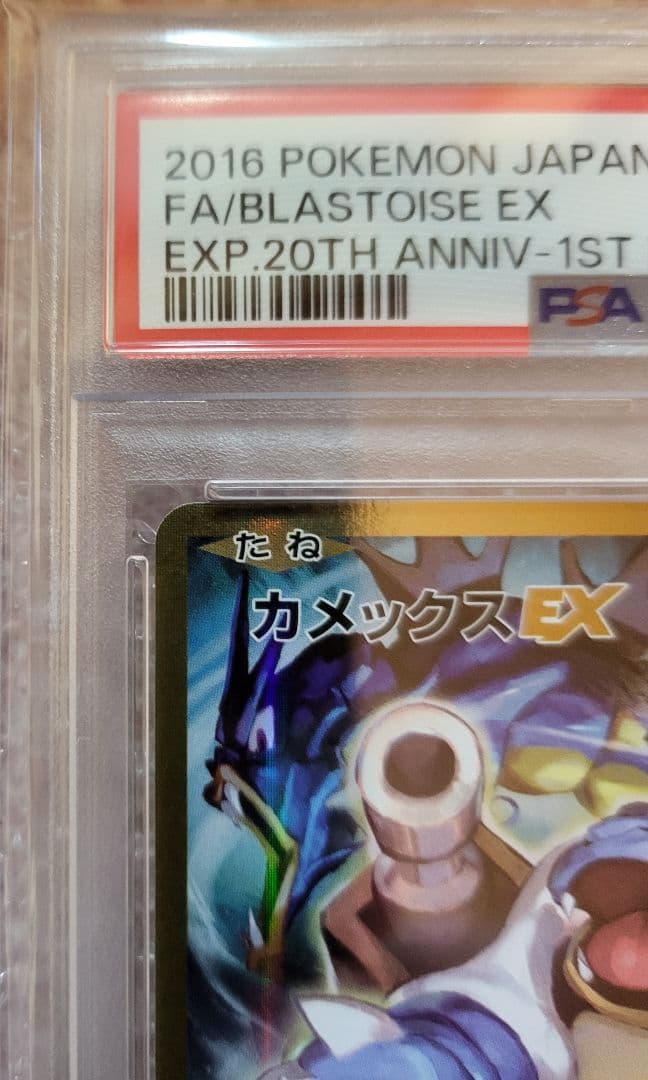 2016 POKEMON JAPAN
FA/BLASTOISE EX
EXP.20TH ANNIV-1ST
PSA
たね
カメックスEX